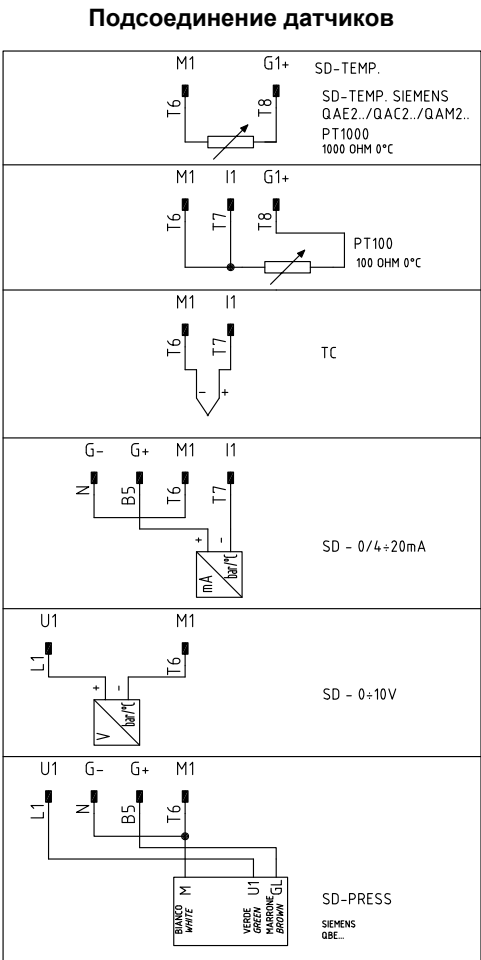 Подсоединение датчиков
M1 G1+
T6 T8
SD-TEMP.
SD-TEMP. SIEMENS
QAE2../QAC2../QAM2..
PT1000
1000 OHM 0°C
M1 I1 G1+
T6 T7 T8
PT100
100 OHM 0°C
M1 I1
T6 T7
- +
TC
G- G+ M1 I1
N B5 T6 T7
+ -
mA bar/°C
SD - 0/4÷20mA
U1 M1
L1 T6
+ -
V bar/°C
SD - 0÷10V
U1 G- G+ M1
L1 N B5 T6
M U1 GL
BIANCO VERDE MARRONE
WHITE GREEN BROWN
SD-PRESS
SIEMENS
QBE...